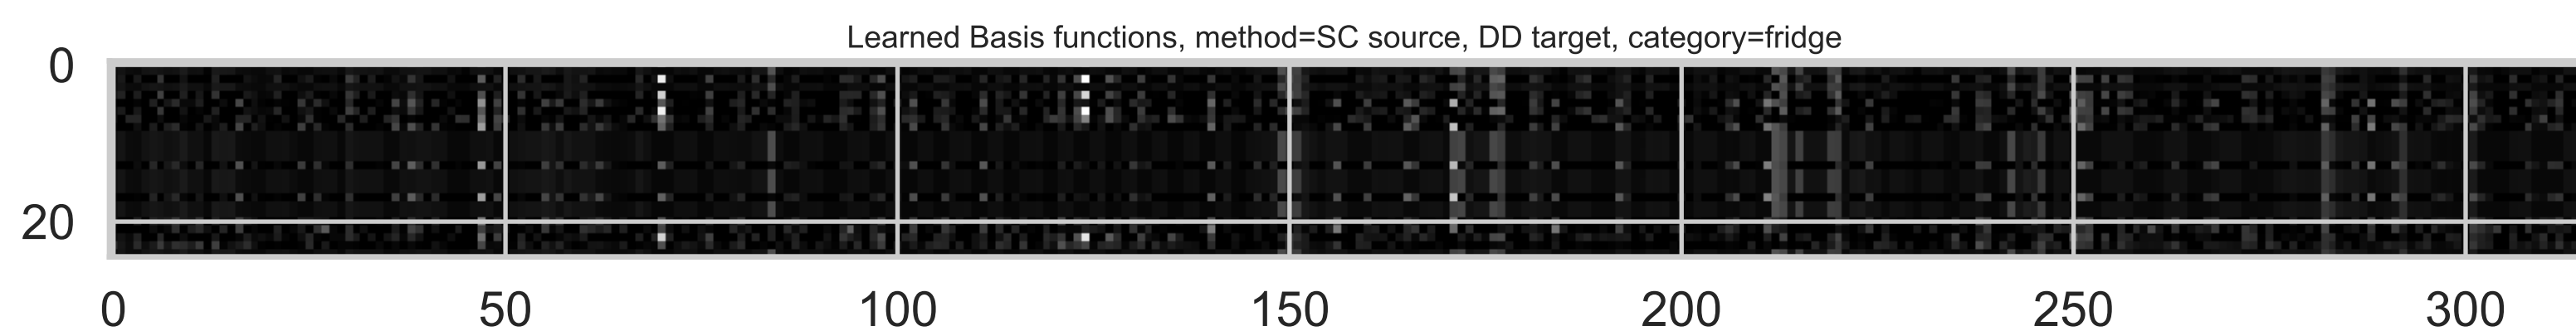 Learned Basis functions, method=SC source, DD target, category=fridge
0
20
0 50 100 150 200 250 300